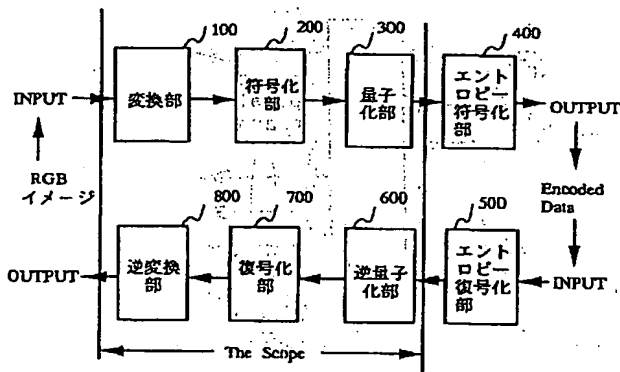 100
200
300
400
INPUT
変換部
符号化
部
量子
化部
エント
ロピー
符号化
部
OUTPUT
RGB
イメージ
Encoded
Data
800
700
600
500
OUTPUT
逆変換
部
復号化
部
逆量子
化部
エント
ロピー
復号化
部
INPUT
The Scope